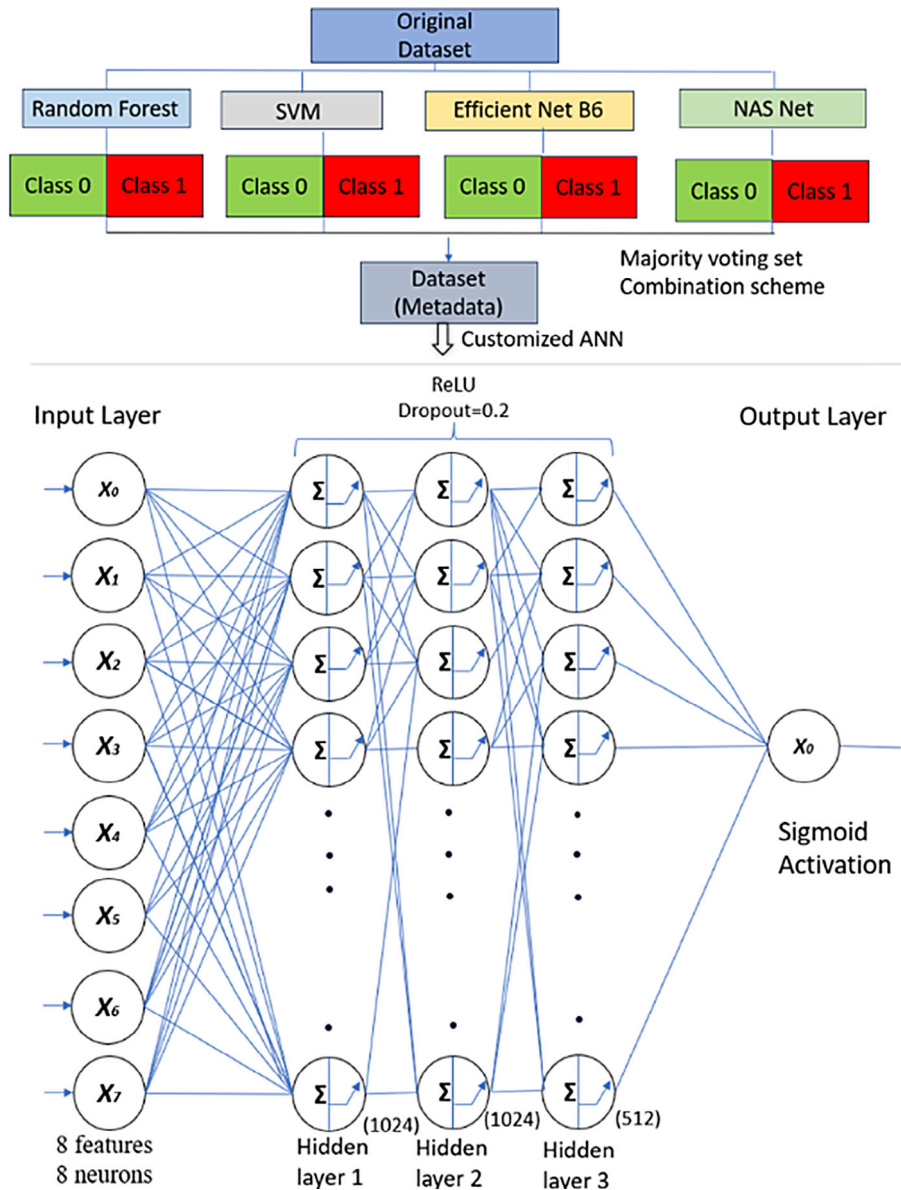 Original
Dataset
Random Forest
SVM
Efficient Net B6
NAS Net
Class 0
Class 1
Class 0
Class 1
Class 0
Class 1
Class 0
Class 1
Majority voting set
Combination scheme
Dataset
(Metadata)
Customized ANN
ReLU
Dropout=0.2
Input Layer
Output Layer
X₀
Σ
Σ
Σ
X₁
Σ
Σ
Σ
X₂
Σ
Σ
Σ
X₃
Σ
Σ
Σ
X₀
X₄
Sigmoid
Activation
X₅
X₆
X₇
Σ
Σ
Σ
(1024)
(1024)
(512)
8 features
8 neurons
Hidden
layer 1
Hidden
layer 2
Hidden
layer 3